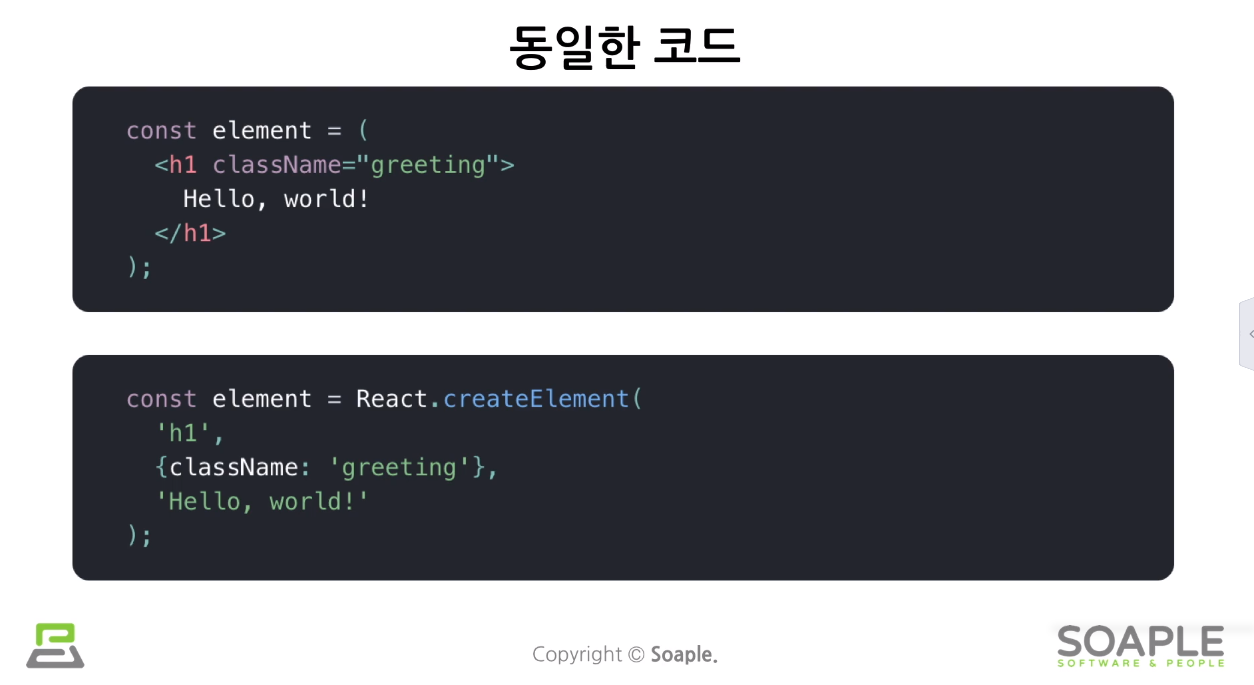 동일한 코드
const element = (
  <h1 className="greeting">
    Hello, world!
  </h1>
);
const element = React.createElement(
  'h1',
  {className: 'greeting'},
  'Hello, world!'
);
Copyright © Soaple.
SOAPLE
SOFTWARE & PEOPLE